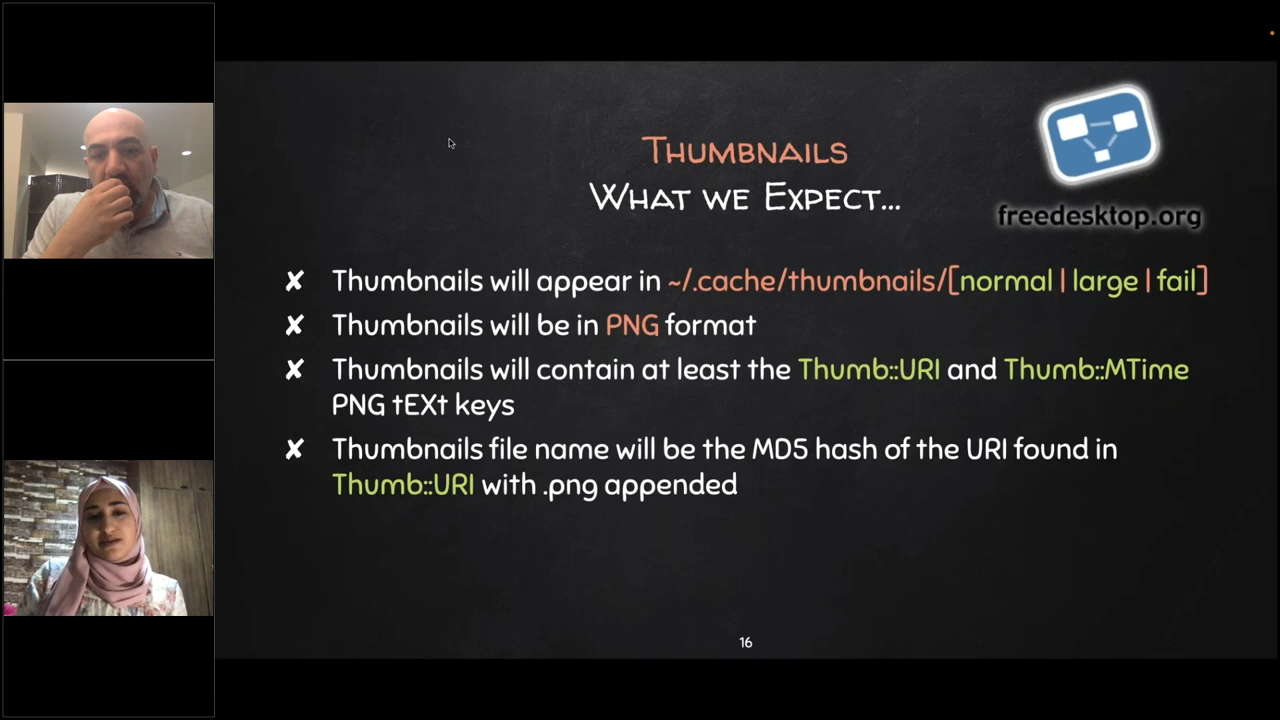 THUMBNAILS
WHAT WE EXPECT...
freedesktop.org
✘ Thumbnails will appear in ~/.cache/thumbnails/[normal | large | fail]
✘ Thumbnails will be in PNG format
✘ Thumbnails will contain at least the Thumb::URI and Thumb::MTime
PNG tEXt keys
✘ Thumbnails file name will be the MD5 hash of the URI found in
Thumb::URI with .png appended
16